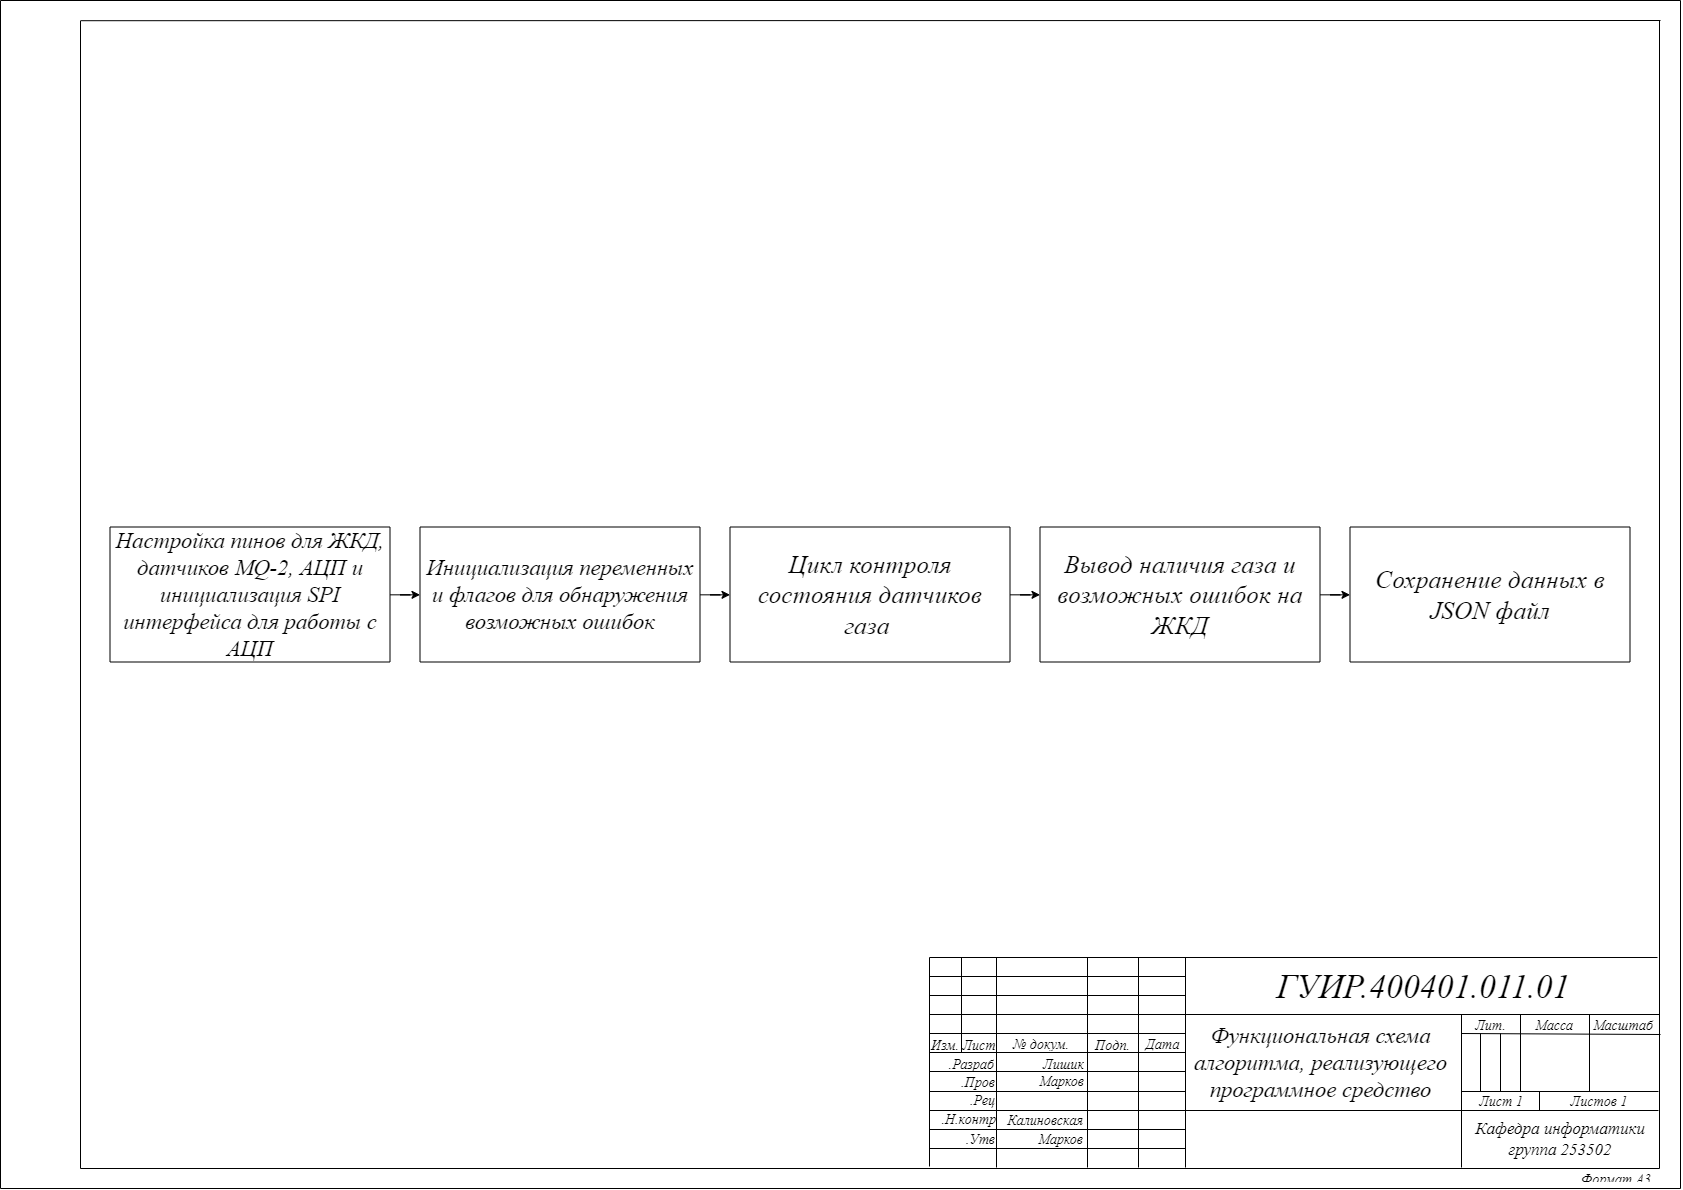 Настройка пинов для ЖКД,
датчиков MQ-2, АЦП и
инициализация SPI
интерфейса для работы с
АЦП
Инициализация переменных
и флагов для обнаружения
возможных ошибок
Цикл контроля
состояния датчиков
газа
Вывод наличия газа и
возможных ошибок на
ЖКД
Сохранение данных в
JSON файл
ГУИР.400401.011.01
Изм. Лист № докум. Подп. Дата
.Разраб Лишик
.Пров Марков
.Рец
.Н.контр Калиновская
.Утв Марков
Функциональная схема
алгоритма, реализующего
программное средство
Лит. Масса Масштаб
Лист 1 Листов 1
Кафедра информатики
группа 253502
Формат А3